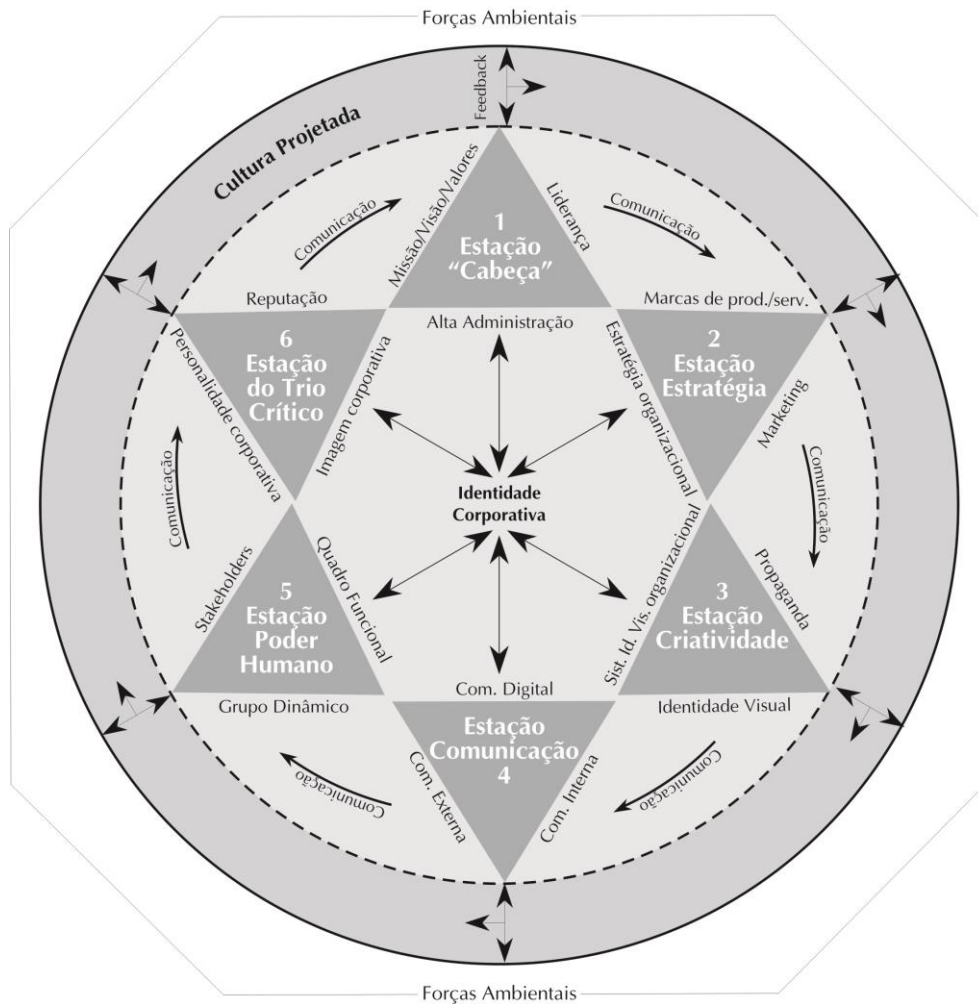 Forças Ambientais
Feedback
Cultura Projetada
Comunicação
Missão/Visão/Valores
1
Estação
“Cabeça”
Liderança
Comunicação
Alta Administração
Reputação
6
Estação
do Trio
Crítico
Personalidade corporativa
Imagem corporativa
Marcas de prod./serv.
2
Estação
Estratégia
Estratégia organizacional
Marketing
Identidade
Corporativa
Comunicação
Comunicação
Stakeholders
5
Estação
Poder
Humano
Quadro Funcional
Grupo Dinâmico
Sist. Id. Vis. organizacional
3
Estação
Criatividade
Propaganda
Identidade Visual
Com. Digital
Estação
Comunicação
4
Com. Externa
Com. Interna
Comunicação
Comunicação
Forças Ambientais